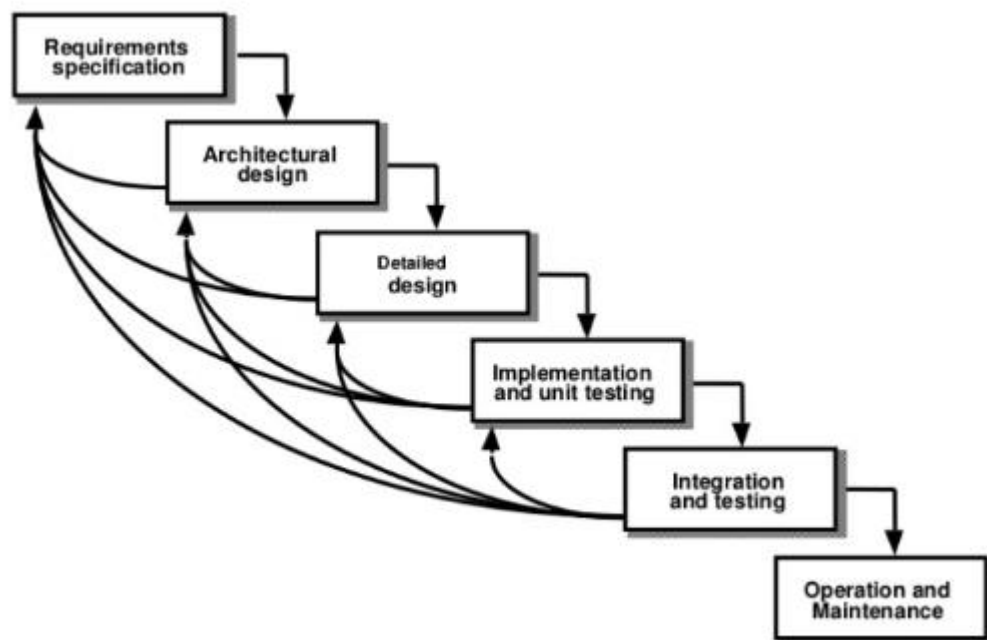 Requirements
specification
Architectural
design
Detailed
design
Implementation
and unit testing
Integration
and testing
Operation and
Maintenance